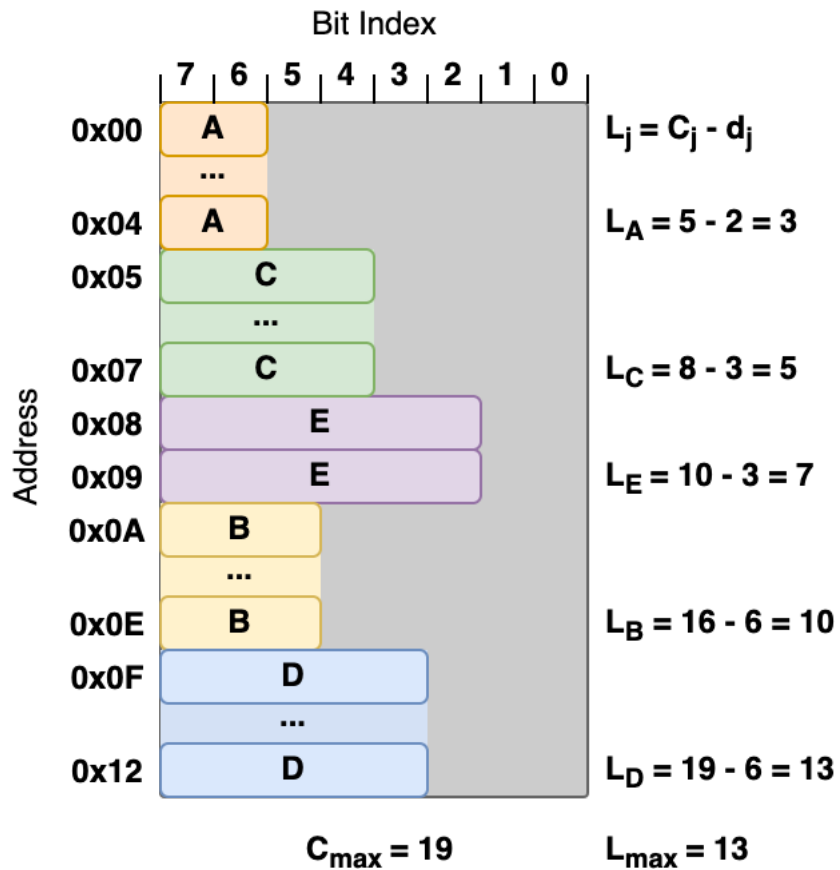 Bit Index
7 6 5 4 3 2 1 0
0x00 A L_j = C_j - d_j
...
0x04 A L_A = 5 - 2 = 3
0x05 C
...
0x07 C L_C = 8 - 3 = 5
0x08 E
0x09 E L_E = 10 - 3 = 7
0x0A B
...
0x0E B L_B = 16 - 6 = 10
0x0F D
...
0x12 D L_D = 19 - 6 = 13
Address
C_max = 19 L_max = 13